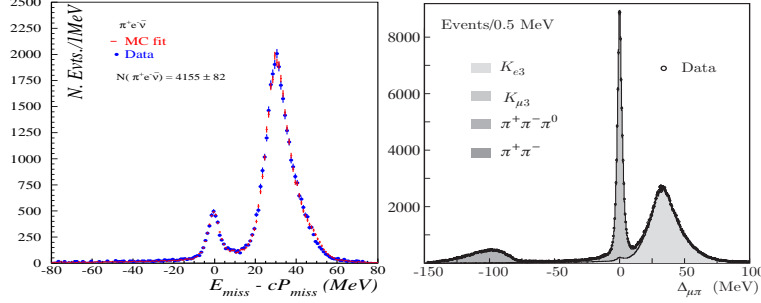 N. Evts./1MeV
2500
2250
2000
1750
1500
1250
1000
750
500
250
0
π⁺e⁻ν̄
MC fit
Data
N( π⁺e⁻ν̄) = 4155 ± 82
-80 -60 -40 -20 0 20 40 60 80
E_miss - cP_miss (MeV)
Events/0.5 MeV
8000
6000
4000
2000
K_e3
K_μ3
π⁺π⁻π⁰
π⁺π⁻
Data
-150 -100 -50 0 50 100
Δ_μπ (MeV)